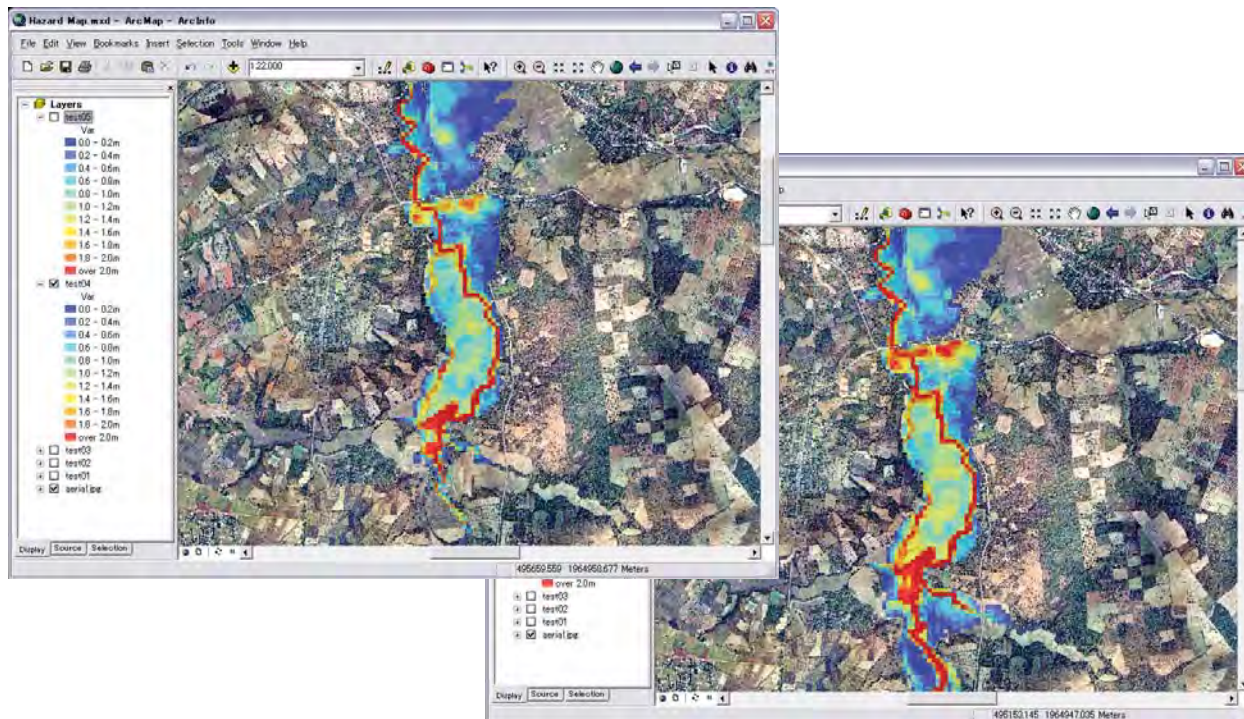 Hazard Map.mxd - ArcMap - ArcInfo
File Edit View Bookmarks Insert Selection Tools Window Help
1:22,000
Layers
test05
Var
0.0 - 0.2m
0.2 - 0.4m
0.4 - 0.6m
0.6 - 0.8m
0.8 - 1.0m
1.0 - 1.2m
1.2 - 1.4m
1.4 - 1.6m
1.6 - 1.8m
1.8 - 2.0m
over 2.0m
test04
Var
0.0 - 0.2m
0.2 - 0.4m
0.4 - 0.6m
0.6 - 0.8m
0.8 - 1.0m
1.0 - 1.2m
1.2 - 1.4m
1.4 - 1.6m
1.6 - 1.8m
1.8 - 2.0m
over 2.0m
test03
test02
test01
aerial.jpg
Display Source Selection
495659.559 1964958.677 Meters
over 2.0m
test03
test02
test01
aerial.jpg
Display Source Selection
495153.145 1964947.035 Meters